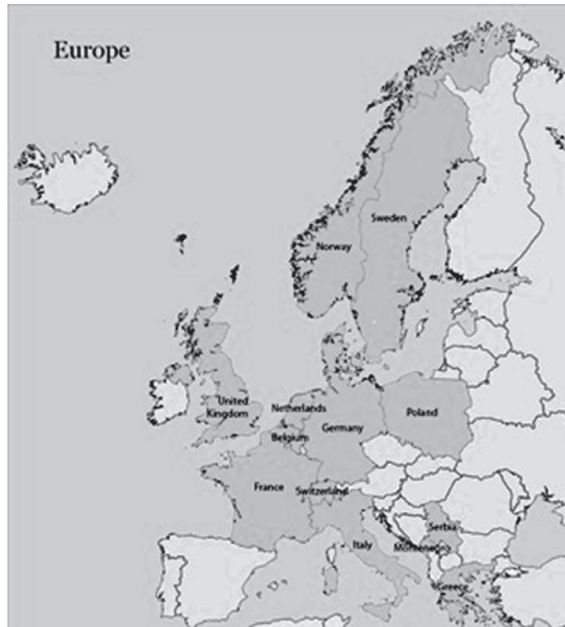 Europe
Norway
Sweden
United
Kingdom
Netherlands
Belgium
Germany
Poland
France
Switzerland
Italy
Serbia
Montenegro
Greece